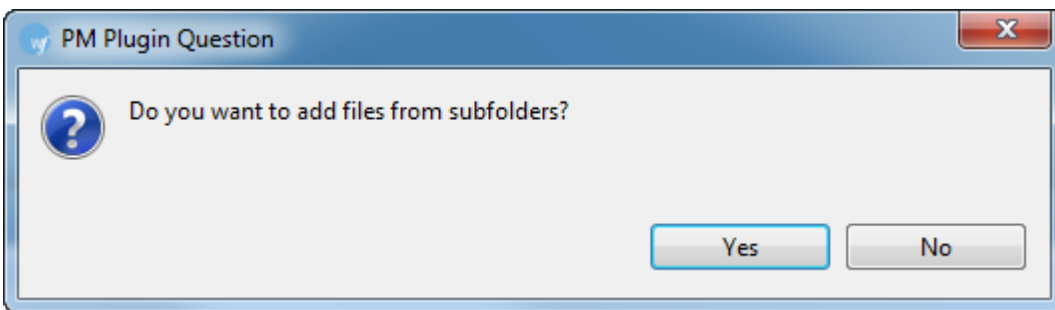 PM Plugin Question
Do you want to add files from subfolders?
Yes
No